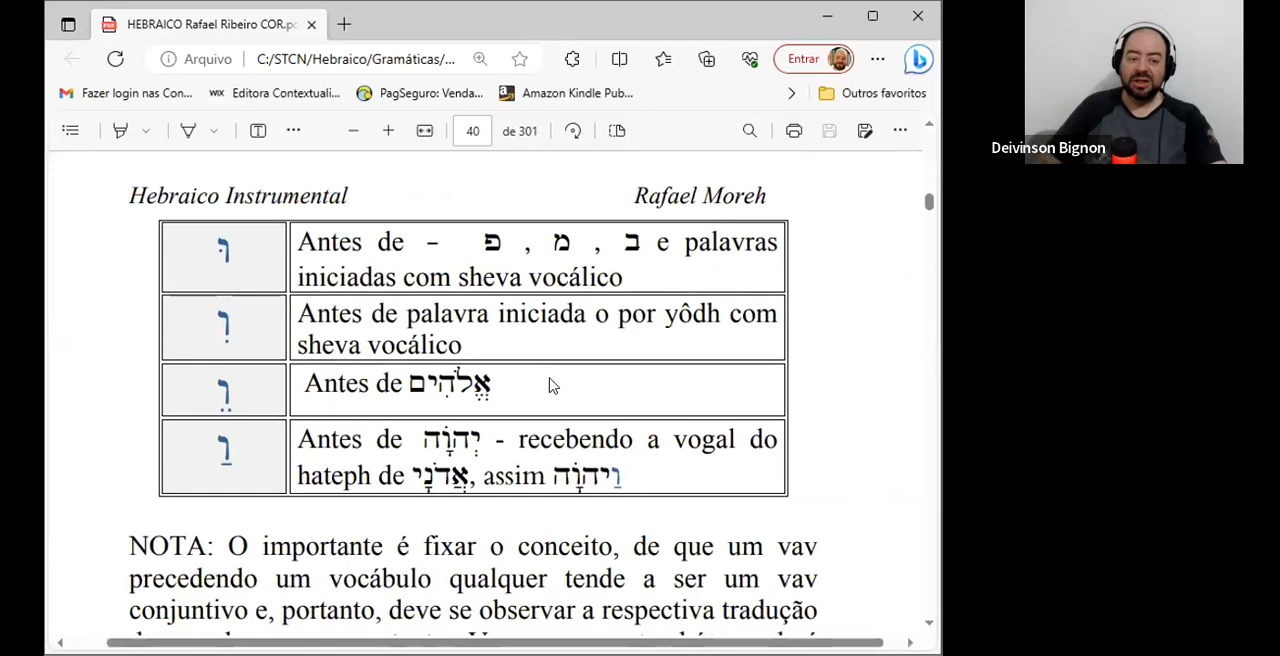 HEBRAICO Rafael Ribeiro COR.pc
Arquivo C:/STCN/Hebraico/Gramáticas/... Entrar
Fazer login nas Con... WIX Editora Contextuali... PagSeguro: Venda... Amazon Kindle Pub... Outros favoritos
40 de 301
Deivinson Bignon
Hebraico Instrumental Rafael Moreh
וּ Antes de - פ , מ , ב e palavras
iniciadas com sheva vocálico
וִ Antes de palavra iniciada o por yôdh com
sheva vocálico
וֵ Antes de אֱלֹהִים
וַ Antes de יְהוָֹה - recebendo a vogal do
hateph de אֲדֹנָי, assim וַיהוָֹה
NOTA: O importante é fixar o conceito, de que um vav
precedendo um vocábulo qualquer tende a ser um vav
conjuntivo e, portanto, deve se observar a respectiva tradução